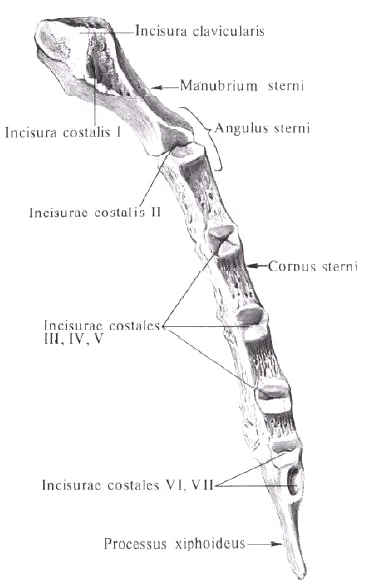 Incisura clavicularis
Manubrium sterni
Incisura costalis I
Angulus sterni
Incisurae costalis II
Corpus sterni
Incisurae costales
III, IV, V
Incisurae costales VI, VII
Processus xiphoideus